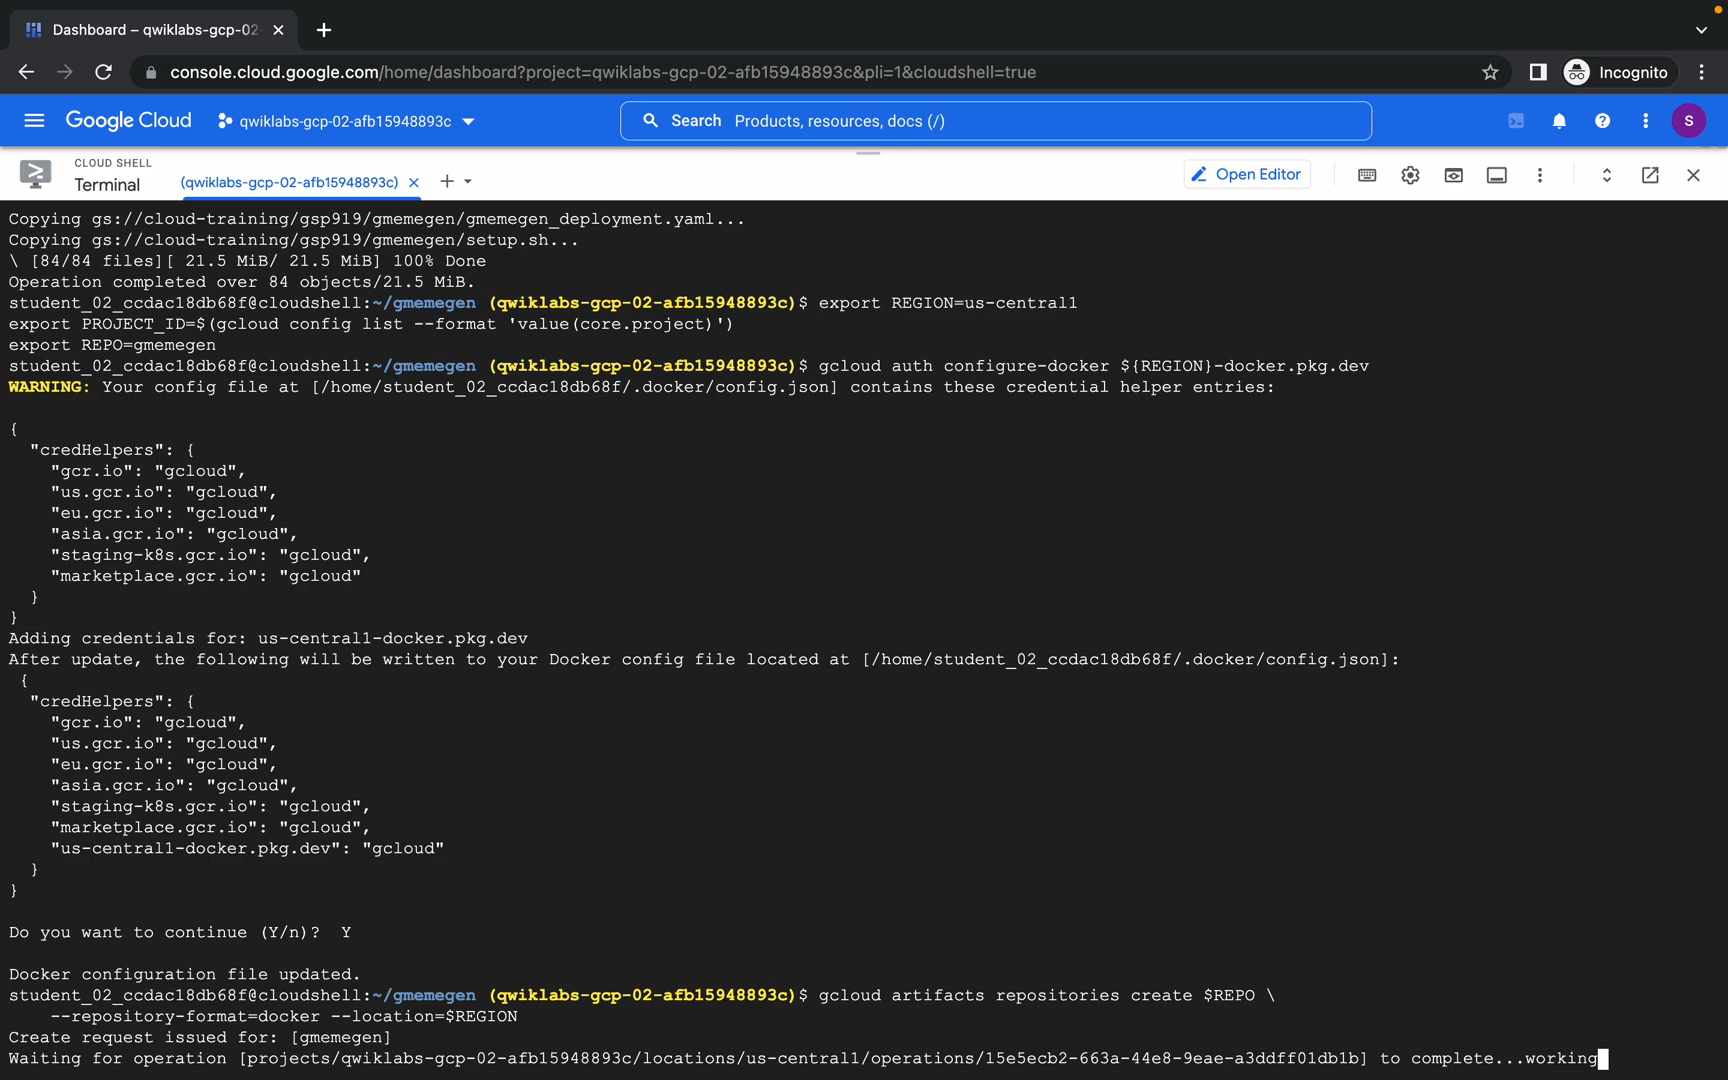 Dashboard – qwiklabs-gcp-02
console.cloud.google.com/home/dashboard?project=qwiklabs-gcp-02-afb15948893c&pli=1&cloudshell=true
Incognito
Google Cloud
qwiklabs-gcp-02-afb15948893c
Search Products, resources, docs (/)
S
CLOUD SHELL
Terminal
(qwiklabs-gcp-02-afb15948893c)
Open Editor
Copying gs://cloud-training/gsp919/gmemegen/gmemegen_deployment.yaml...
Copying gs://cloud-training/gsp919/gmemegen/setup.sh...
\ [84/84 files][ 21.5 MiB/ 21.5 MiB] 100% Done
Operation completed over 84 objects/21.5 MiB.
student_02_ccdac18db68f@cloudshell:~/gmemegen (qwiklabs-gcp-02-afb15948893c)$ export REGION=us-central1
export PROJECT_ID=$(gcloud config list --format 'value(core.project)')
export REPO=gmemegen
student_02_ccdac18db68f@cloudshell:~/gmemegen (qwiklabs-gcp-02-afb15948893c)$ gcloud auth configure-docker ${REGION}-docker.pkg.dev
WARNING: Your config file at [/home/student_02_ccdac18db68f/.docker/config.json] contains these credential helper entries:
{
"credHelpers": {
"gcr.io": "gcloud",
"us.gcr.io": "gcloud",
"eu.gcr.io": "gcloud",
"asia.gcr.io": "gcloud",
"staging-k8s.gcr.io": "gcloud",
"marketplace.gcr.io": "gcloud"
}
}
Adding credentials for: us-central1-docker.pkg.dev
After update, the following will be written to your Docker config file located at [/home/student_02_ccdac18db68f/.docker/config.json]:
{
"credHelpers": {
"gcr.io": "gcloud",
"us.gcr.io": "gcloud",
"eu.gcr.io": "gcloud",
"asia.gcr.io": "gcloud",
"staging-k8s.gcr.io": "gcloud",
"marketplace.gcr.io": "gcloud",
"us-central1-docker.pkg.dev": "gcloud"
}
}
Do you want to continue (Y/n)? Y
Docker configuration file updated.
student_02_ccdac18db68f@cloudshell:~/gmemegen (qwiklabs-gcp-02-afb15948893c)$ gcloud artifacts repositories create $REPO \
--repository-format=docker --location=$REGION
Create request issued for: [gmemegen]
Waiting for operation [projects/qwiklabs-gcp-02-afb15948893c/locations/us-central1/operations/15e5ecb2-663a-44e8-9eae-a3ddff01db1b] to complete...working